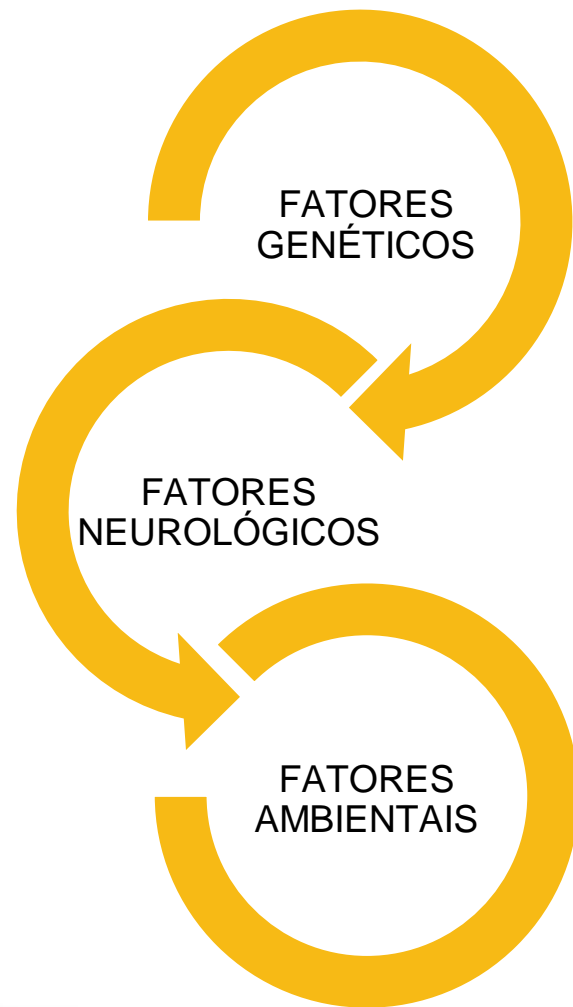 FATORES
GENÉTICOS
FATORES
NEUROLÓGICOS
FATORES
AMBIENTAIS